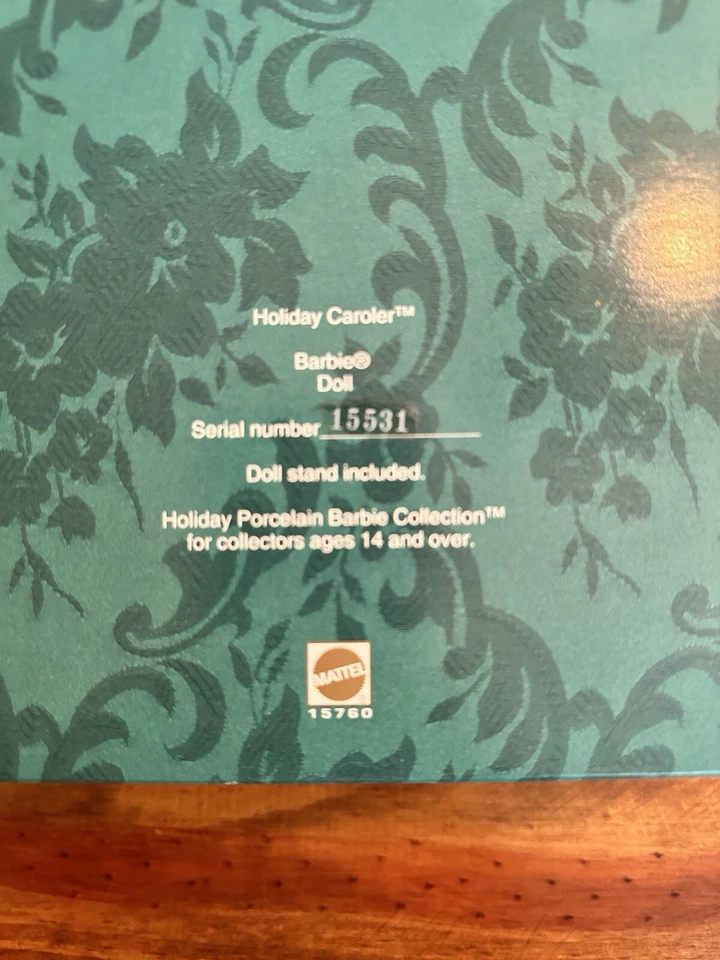 Holiday Caroler™
Barbie®
Doll
Serial number 15531
Doll stand included.
Holiday Porcelain Barbie Collection™
for collectors ages 14 and over.
MATTEL
15760